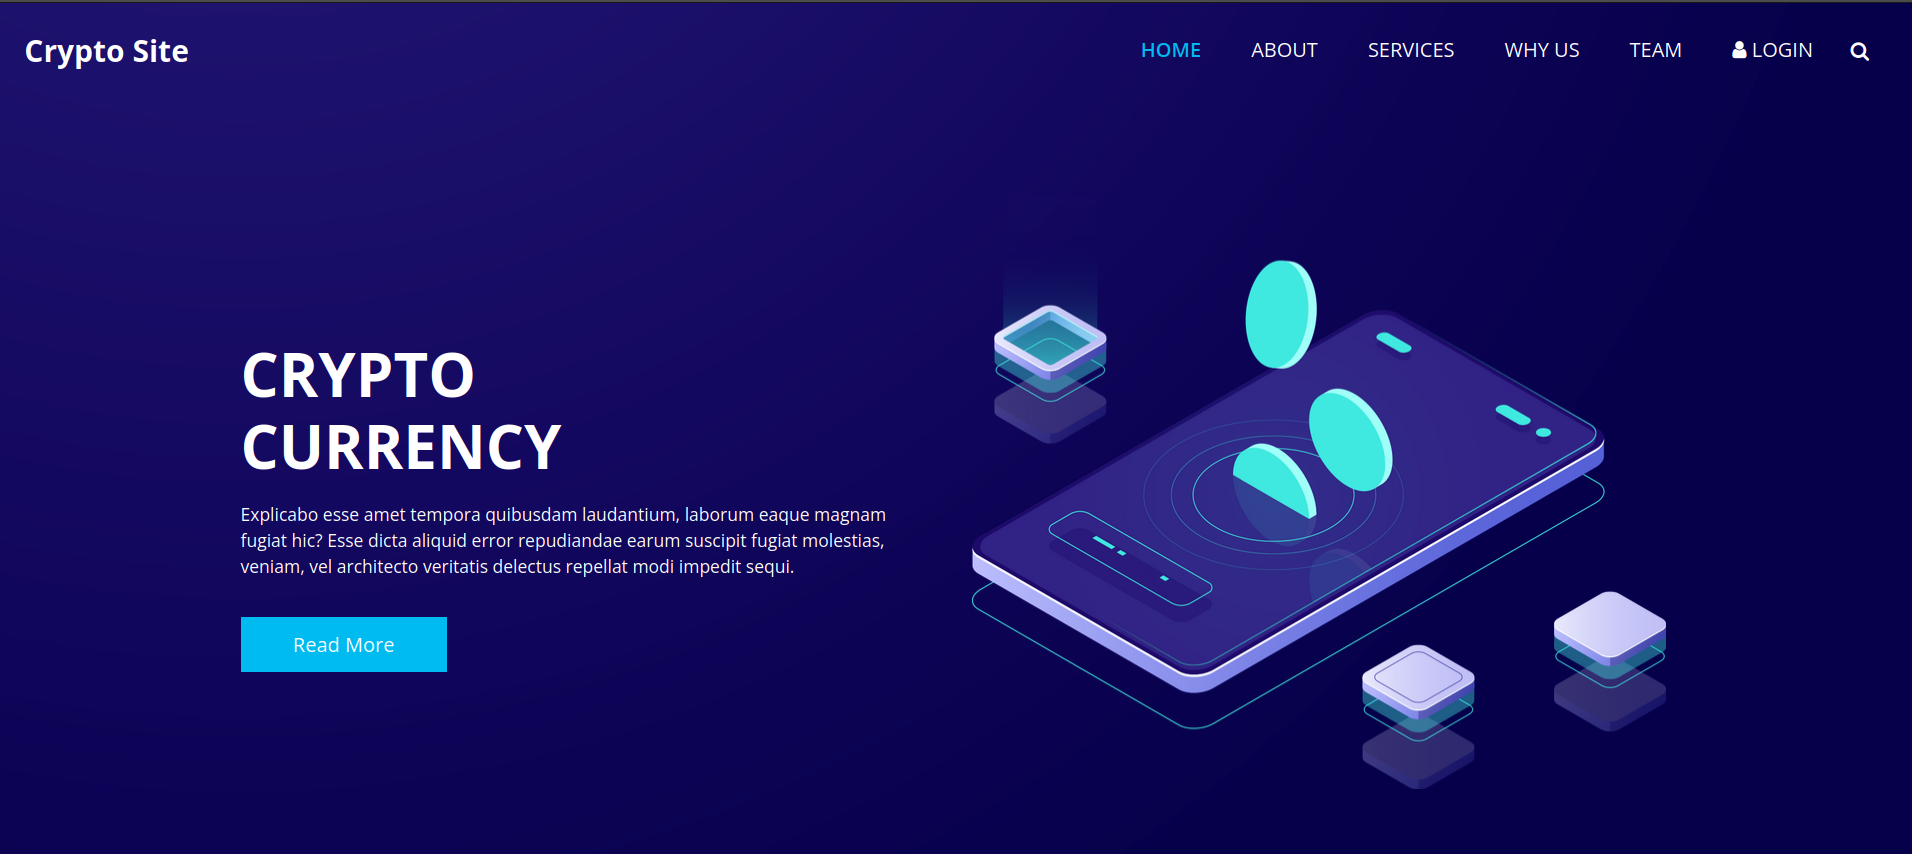 Crypto Site
HOME ABOUT SERVICES WHY US TEAM LOGIN
CRYPTO
CURRENCY
Explicabo esse amet tempora quibusdam laudantium, laborum eaque magnam
fugiat hic? Esse dicta aliquid error repudiandae earum suscipit fugiat molestias,
veniam, vel architecto veritatis delectus repellat modi impedit sequi.
Read More